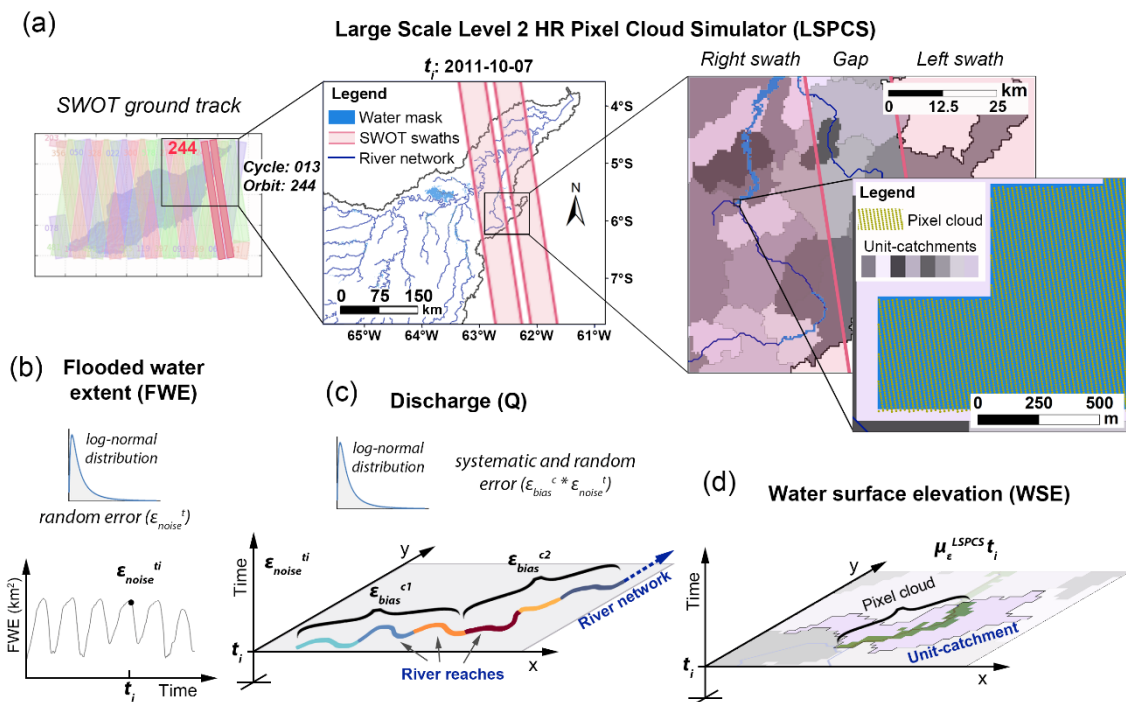 (a)
Large Scale Level 2 HR Pixel Cloud Simulator (LSPCS)
SWOT ground track
244
Cycle: 013
Orbit: 244
t_i: 2011-10-07
Legend
Water mask
SWOT swaths
River network
N
4°S
5°S
6°S
7°S
0 75 150
km
65°W 64°W 63°W 62°W 61°W
Right swath Gap Left swath
km
0 12.5 25
Legend
Pixel cloud
Unit-catchments
0 250 500
m
(b)
Flooded water
extent (FWE)
log-normal
distribution
random error (ε_noise^t)
ε_noise^ti
FWE (km²)
t_i
Time
(c)
Discharge (Q)
log-normal
distribution
systematic and random
error (ε_bias^c * ε_noise^t)
Time
ε_noise^ti
y
ε_bias^c1
ε_bias^c2
River network
t_i
River reaches
x
(d)
Water surface elevation (WSE)
μ_ε^LSPCS t_i
Time
y
Pixel cloud
Unit-catchment
t_i
x